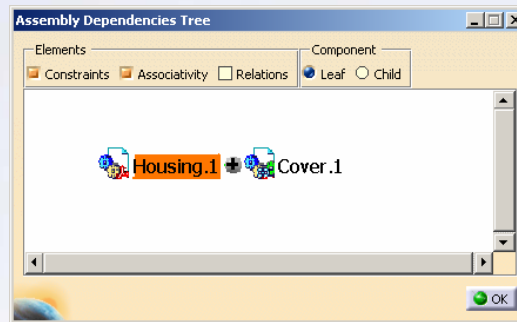 Assembly Dependencies Tree
Elements
Component
Constraints Associativity Relations
Leaf Child
Housing.1 Cover.1
OK